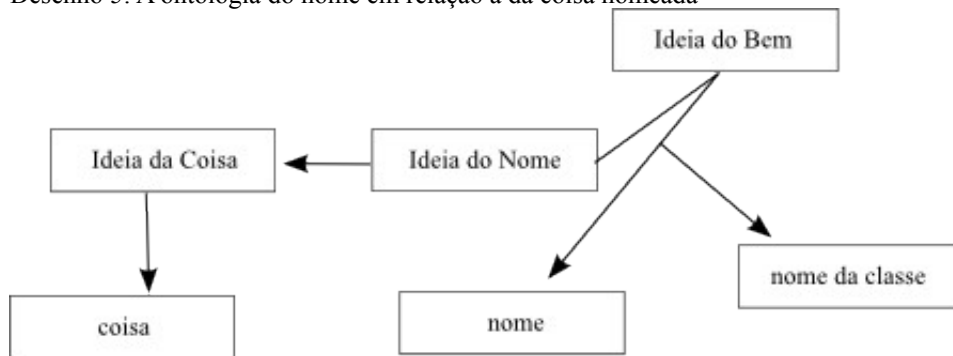 Desenho 5: A ontologia do nome em relação à da coisa nomeada
Ideia do Bem
Ideia da Coisa
Ideia do Nome
nome da classe
coisa
nome